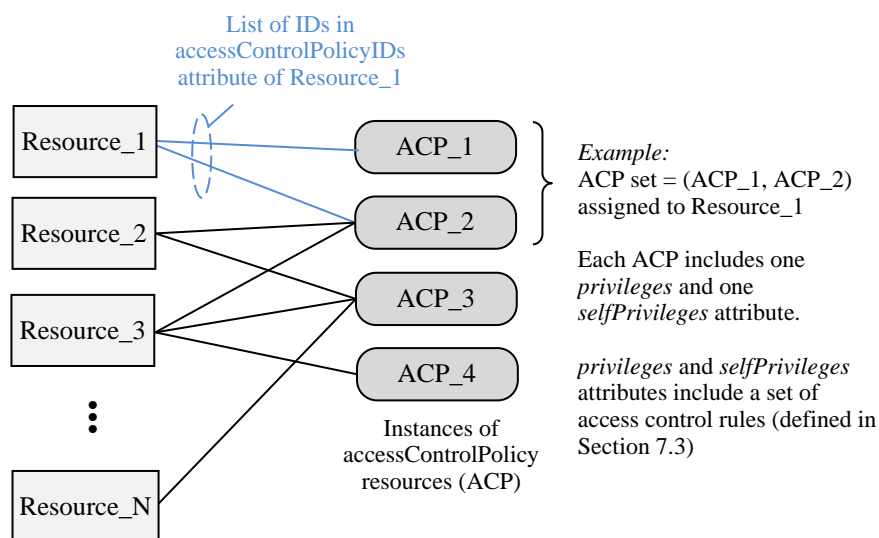 List of IDs in
accessControlPolicyIDs
attribute of Resource_1
Resource_1
Resource_2
Resource_3
Resource_N
ACP_1
ACP_2
ACP_3
ACP_4
Instances of
accessControlPolicy
resources (ACP)
Example:
ACP set = (ACP_1, ACP_2)
assigned to Resource_1
Each ACP includes one
privileges and one
selfPrivileges attribute.
privileges and selfPrivileges
attributes include a set of
access control rules (defined in
Section 7.3)